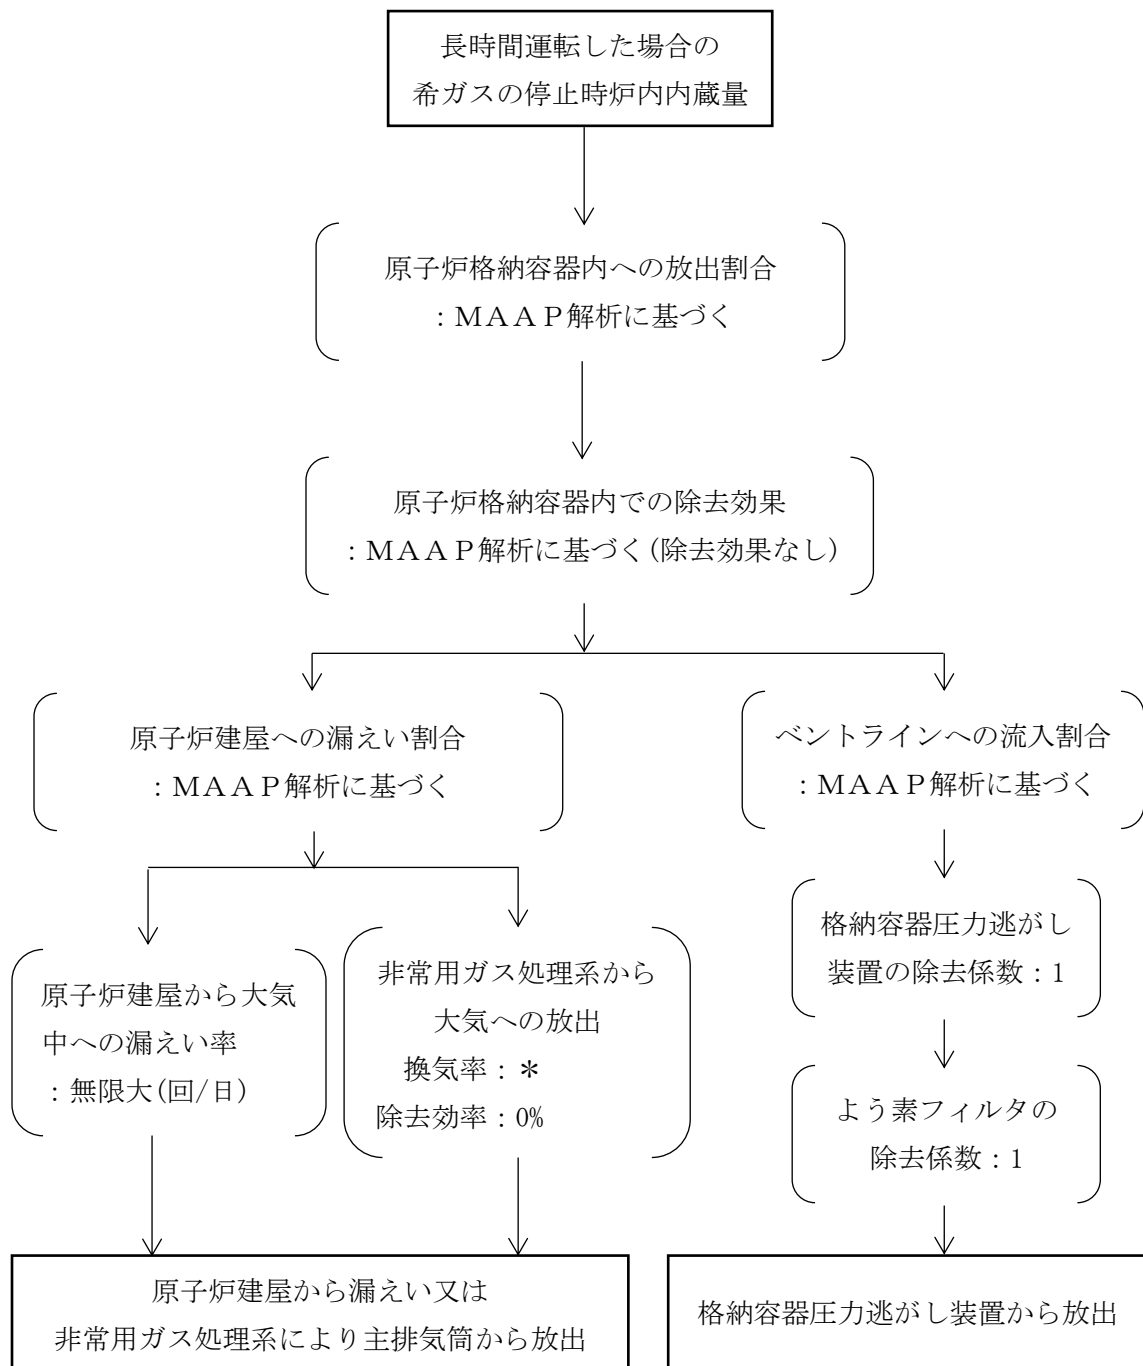 長時間運転した場合の
希ガスの停止時炉内内蔵量
原子炉格納容器内への放出割合
：ＭＡＡＰ解析に基づく
原子炉格納容器内での除去効果
：ＭＡＡＰ解析に基づく(除去効果なし)
原子炉建屋への漏えい割合
：ＭＡＡＰ解析に基づく
ベントラインへの流入割合
：ＭＡＡＰ解析に基づく
原子炉建屋から大気
中への漏えい率
：無限大(回/日)
非常用ガス処理系から
大気への放出
換気率：＊
除去効率：0%
格納容器圧力逃がし
装置の除去係数：1
よう素フィルタの
除去係数：1
原子炉建屋から漏えい又は
非常用ガス処理系により主排気筒から放出
格納容器圧力逃がし装置から放出